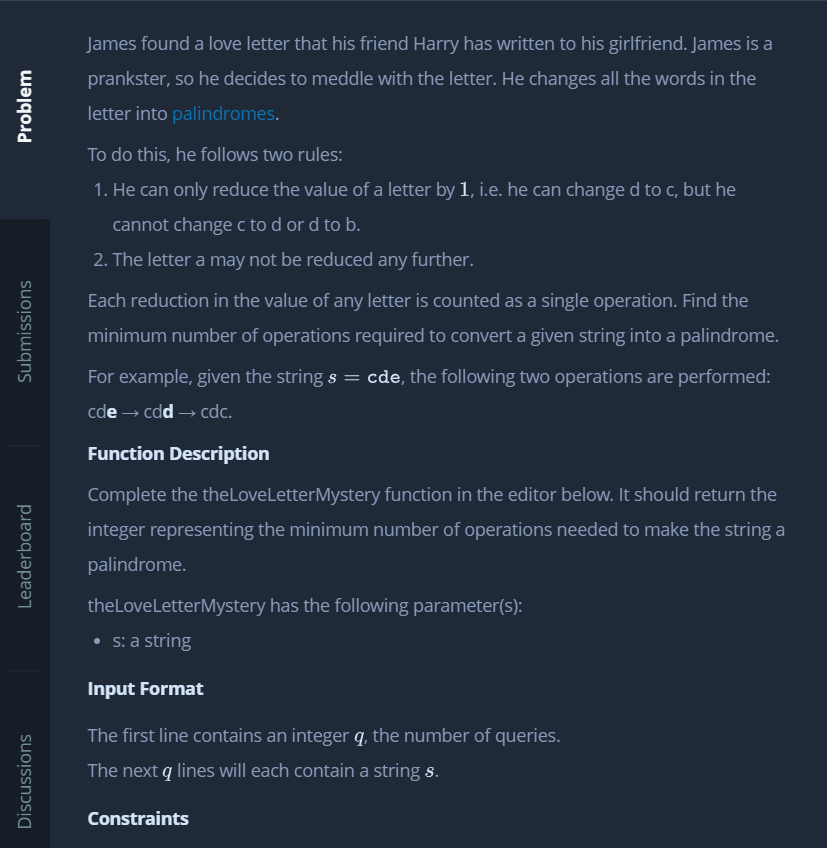 Problem
Submissions
Leaderboard
Discussions
James found a love letter that his friend Harry has written to his girlfriend. James is a
prankster, so he decides to meddle with the letter. He changes all the words in the
letter into palindromes.
To do this, he follows two rules:
1. He can only reduce the value of a letter by 1, i.e. he can change d to c, but he
cannot change c to d or d to b.
2. The letter a may not be reduced any further.
Each reduction in the value of any letter is counted as a single operation. Find the
minimum number of operations required to convert a given string into a palindrome.
For example, given the string s = cde, the following two operations are performed:
cde → cdd → cdc.
Function Description
Complete the theLoveLetterMystery function in the editor below. It should return the
integer representing the minimum number of operations needed to make the string a
palindrome.
theLoveLetterMystery has the following parameter(s):
• s: a string
Input Format
The first line contains an integer q, the number of queries.
The next q lines will each contain a string s.
Constraints